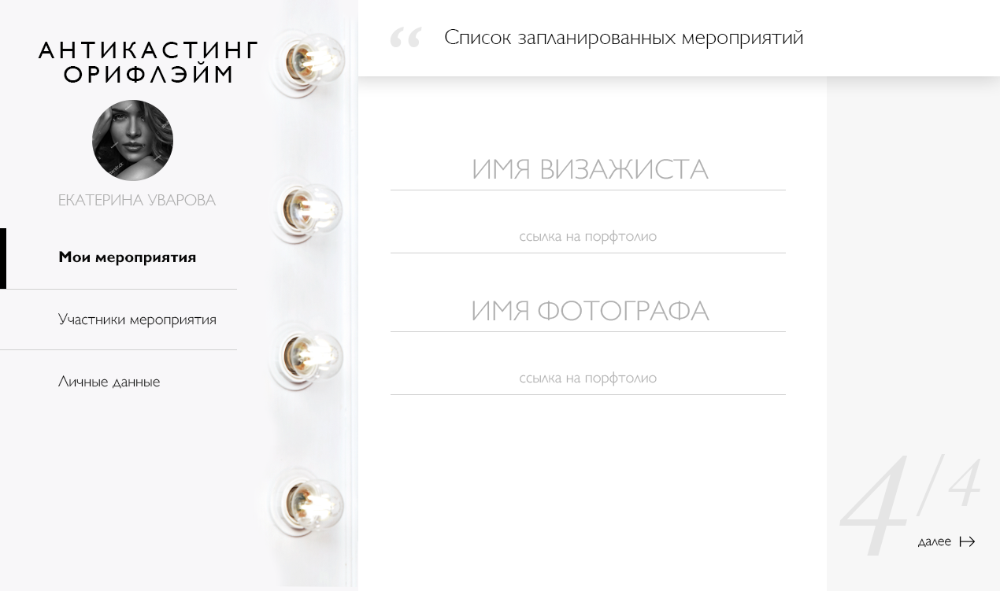 АНТИКАСТИНГ
ОРИФЛЭЙМ
ЕКАТЕРИНА УВАРОВА
Мои мероприятия
Участники мероприятия
Личные данные
“ Список запланированных мероприятий
ИМЯ ВИЗАЖИСТА
ссылка на порфтолио
ИМЯ ФОТОГРАФА
ссылка на порфтолио
4/4
далее